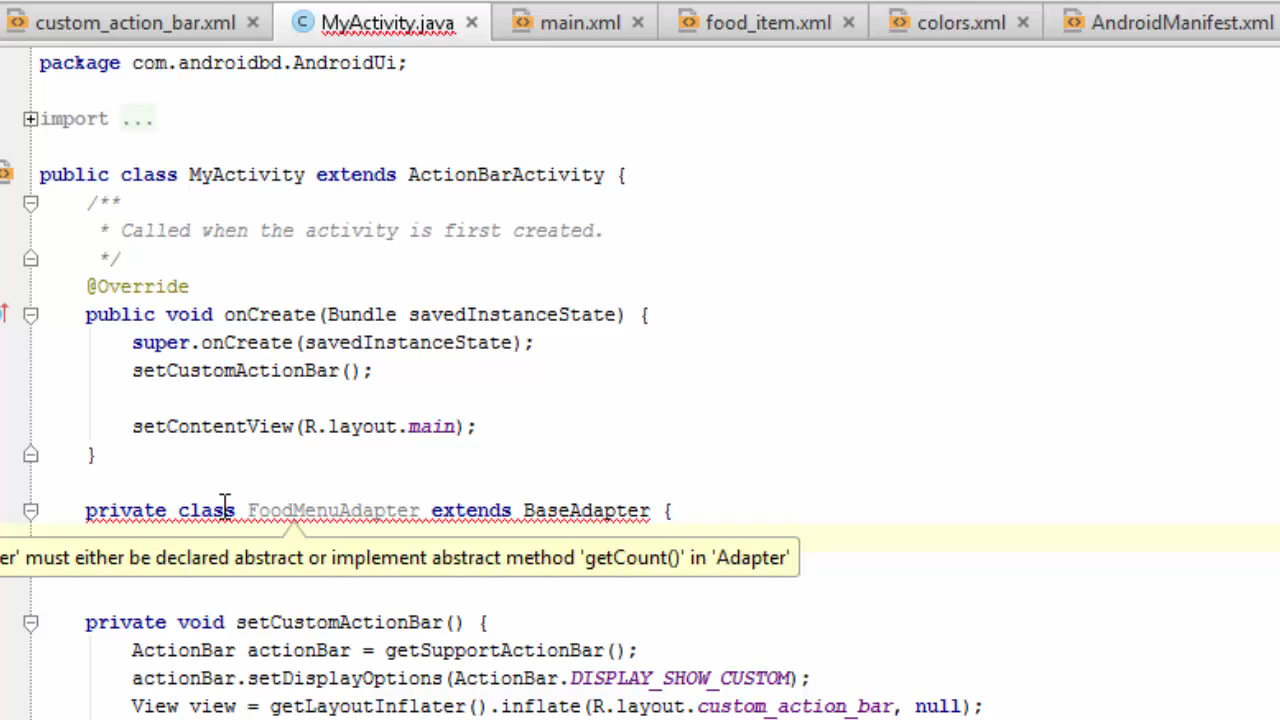 custom_action_bar.xml MyActivity.java main.xml food_item.xml colors.xml AndroidManifest.xml
package com.androidbd.AndroidUi;
import ...
public class MyActivity extends ActionBarActivity {
/**
* Called when the activity is first created.
*/
@Override
public void onCreate(Bundle savedInstanceState) {
super.onCreate(savedInstanceState);
setCustomActionBar();
setContentView(R.layout.main);
}
private class FoodMenuAdapter extends BaseAdapter {
er' must either be declared abstract or implement abstract method 'getCount()' in 'Adapter'
private void setCustomActionBar() {
ActionBar actionBar = getSupportActionBar();
actionBar.setDisplayOptions(ActionBar.DISPLAY_SHOW_CUSTOM);
View view = getLayoutInflater().inflate(R.layout.custom_action_bar, null);